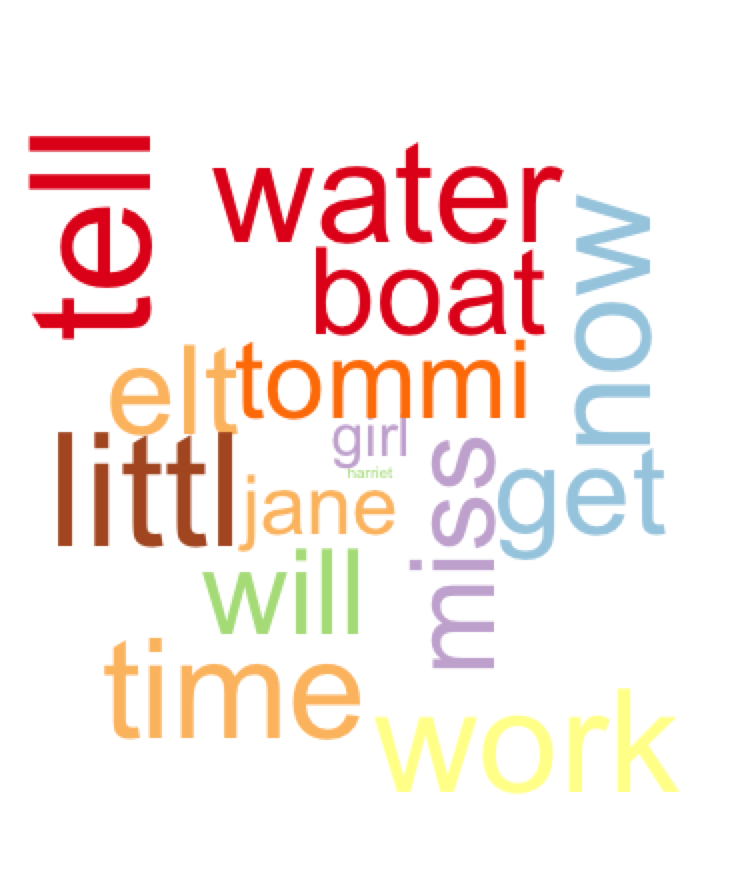 tell
water
boat
now
elt
tommi
girl
harriet
littl
jane
miss
get
will
time
work